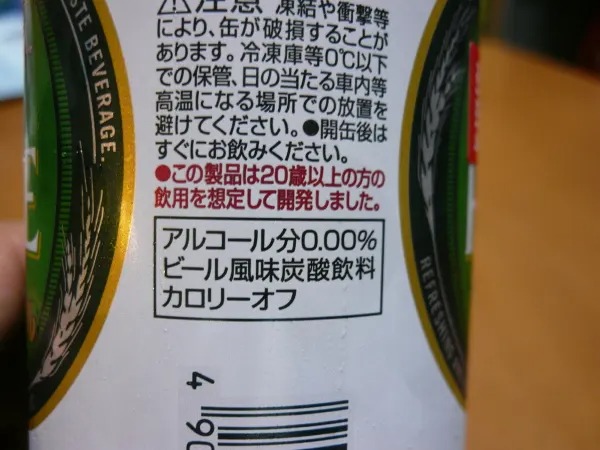 ⚠注意 凍結や衝撃等
により、缶が破損することが
あります。冷凍庫等0℃以下
での保管、日の当たる車内等
高温になる場所での放置を
避けてください。●開缶後は
すぐにお飲みください。
●この製品は20歳以上の方の
飲用を想定して開発しました。
アルコール分0.00%
ビール風味炭酸飲料
カロリーオフ
BEVERAGE.
REFRESHING
4 90